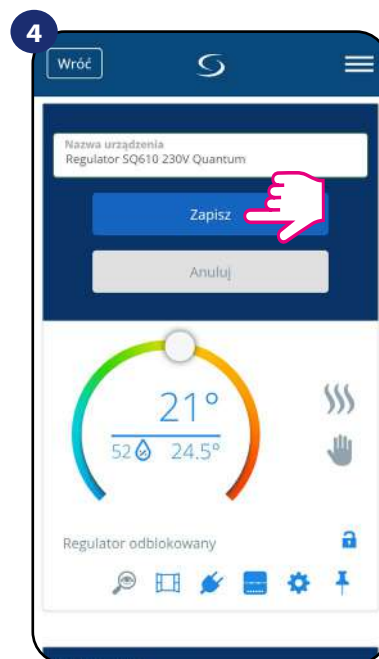 4
Wróć
Nazwa urządzenia
Regulator SQ610 230V Quantum
Zapisz
Anuluj
21°
52 24.5°
Regulator odblokowany